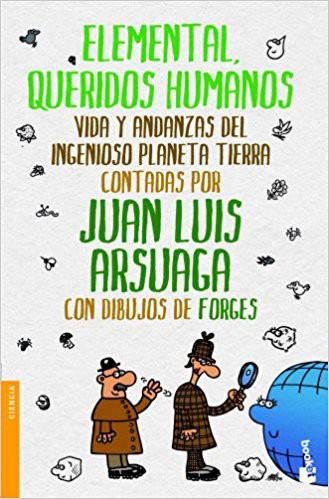 ELEMENTAL,
QUERIDOS HUMANOS
VIDA Y ANDANZAS DEL
INGENIOSO PLANETA TIERRA
CONTADAS POR
JUAN LUIS
ARSUAGA
CON DIBUJOS DE FORGES
CIENCIA
booket